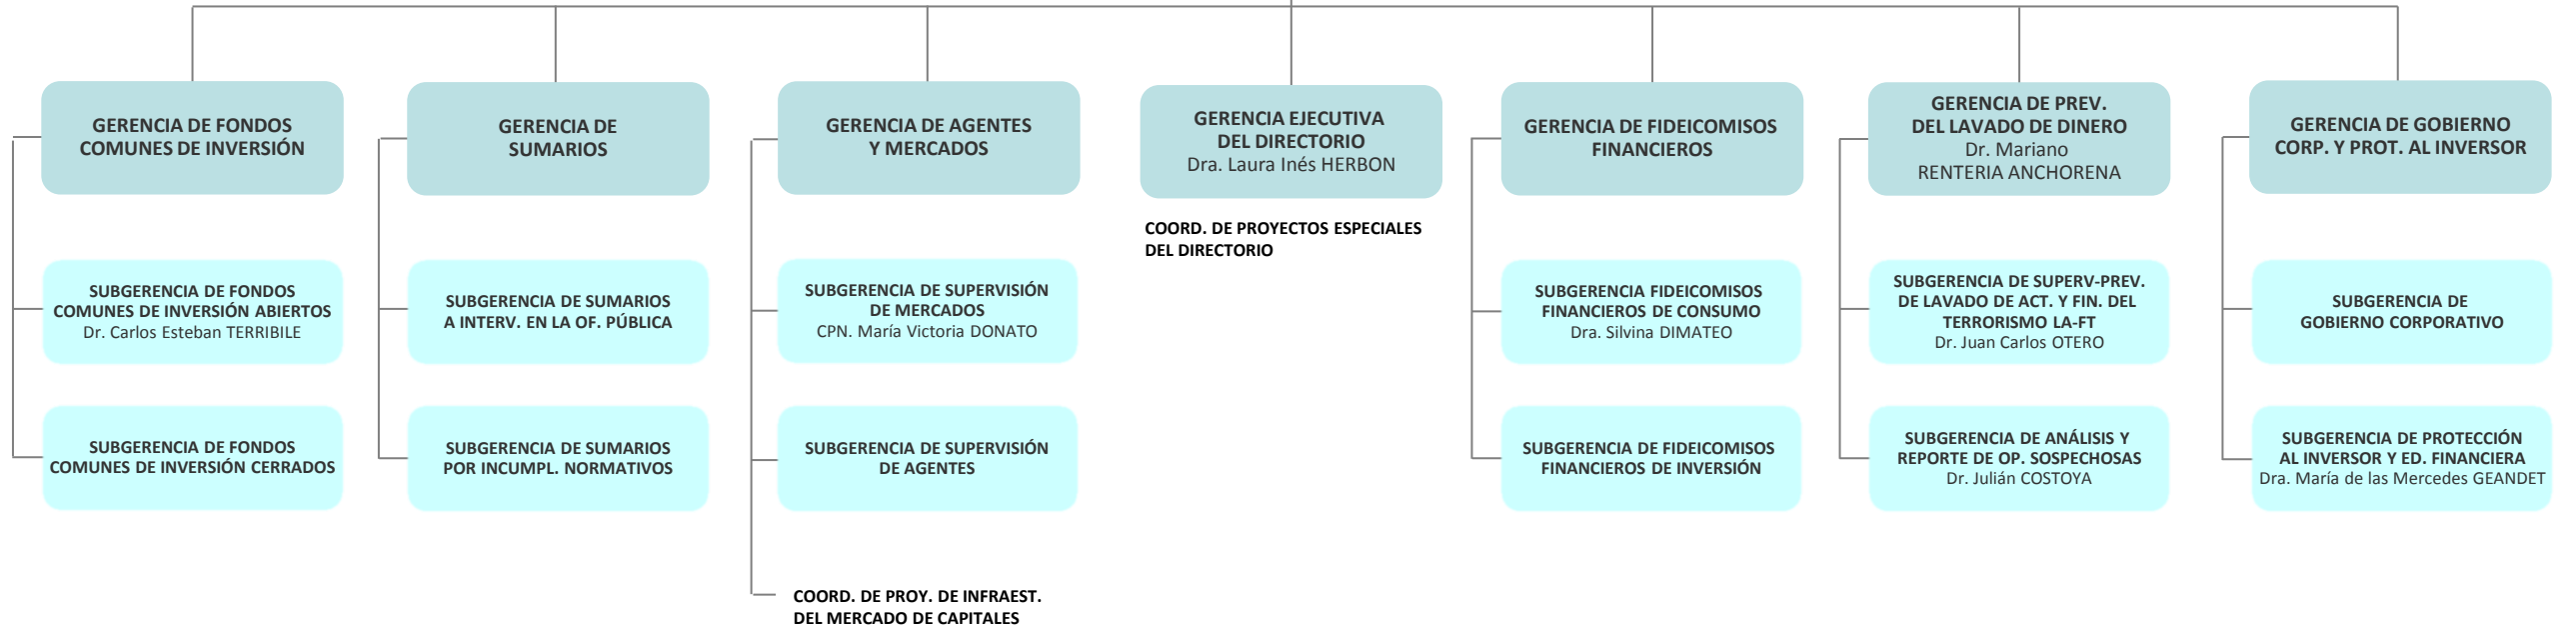 GERENCIA DE FONDOS
COMUNES DE INVERSIÓN
GERENCIA DE
SUMARIOS
GERENCIA DE AGENTES
Y MERCADOS
GERENCIA EJECUTIVA
DEL DIRECTORIO
Dra. Laura Inés HERBON
GERENCIA DE FIDEICOMISOS
FINANCIEROS
GERENCIA DE PREV.
DEL LAVADO DE DINERO
Dr. Mariano
RENTERIA ANCHORENA
GERENCIA DE GOBIERNO
CORP. Y PROT. AL INVERSOR
COORD. DE PROYECTOS ESPECIALES
DEL DIRECTORIO
SUBGERENCIA DE FONDOS
COMUNES DE INVERSIÓN ABIERTOS
Dr. Carlos Esteban TERRIBILE
SUBGERENCIA DE SUMARIOS
A INTERV. EN LA OF. PÚBLICA
SUBGERENCIA DE SUPERVISIÓN
DE MERCADOS
CPN. María Victoria DONATO
SUBGERENCIA FIDEICOMISOS
FINANCIEROS DE CONSUMO
Dra. Silvina DIMATEO
SUBGERENCIA DE SUPERV-PREV.
DE LAVADO DE ACT. Y FIN. DEL
TERRORISMO LA-FT
Dr. Juan Carlos OTERO
SUBGERENCIA DE
GOBIERNO CORPORATIVO
SUBGERENCIA DE FONDOS
COMUNES DE INVERSIÓN CERRADOS
SUBGERENCIA DE SUMARIOS
POR INCUMPL. NORMATIVOS
SUBGERENCIA DE SUPERVISIÓN
DE AGENTES
SUBGERENCIA DE FIDEICOMISOS
FINANCIEROS DE INVERSIÓN
SUBGERENCIA DE ANÁLISIS Y
REPORTE DE OP. SOSPECHOSAS
Dr. Julián COSTOYA
SUBGERENCIA DE PROTECCIÓN
AL INVERSOR Y ED. FINANCIERA
Dra. María de las Mercedes GEANDET
COORD. DE PROY. DE INFRAEST.
DEL MERCADO DE CAPITALES